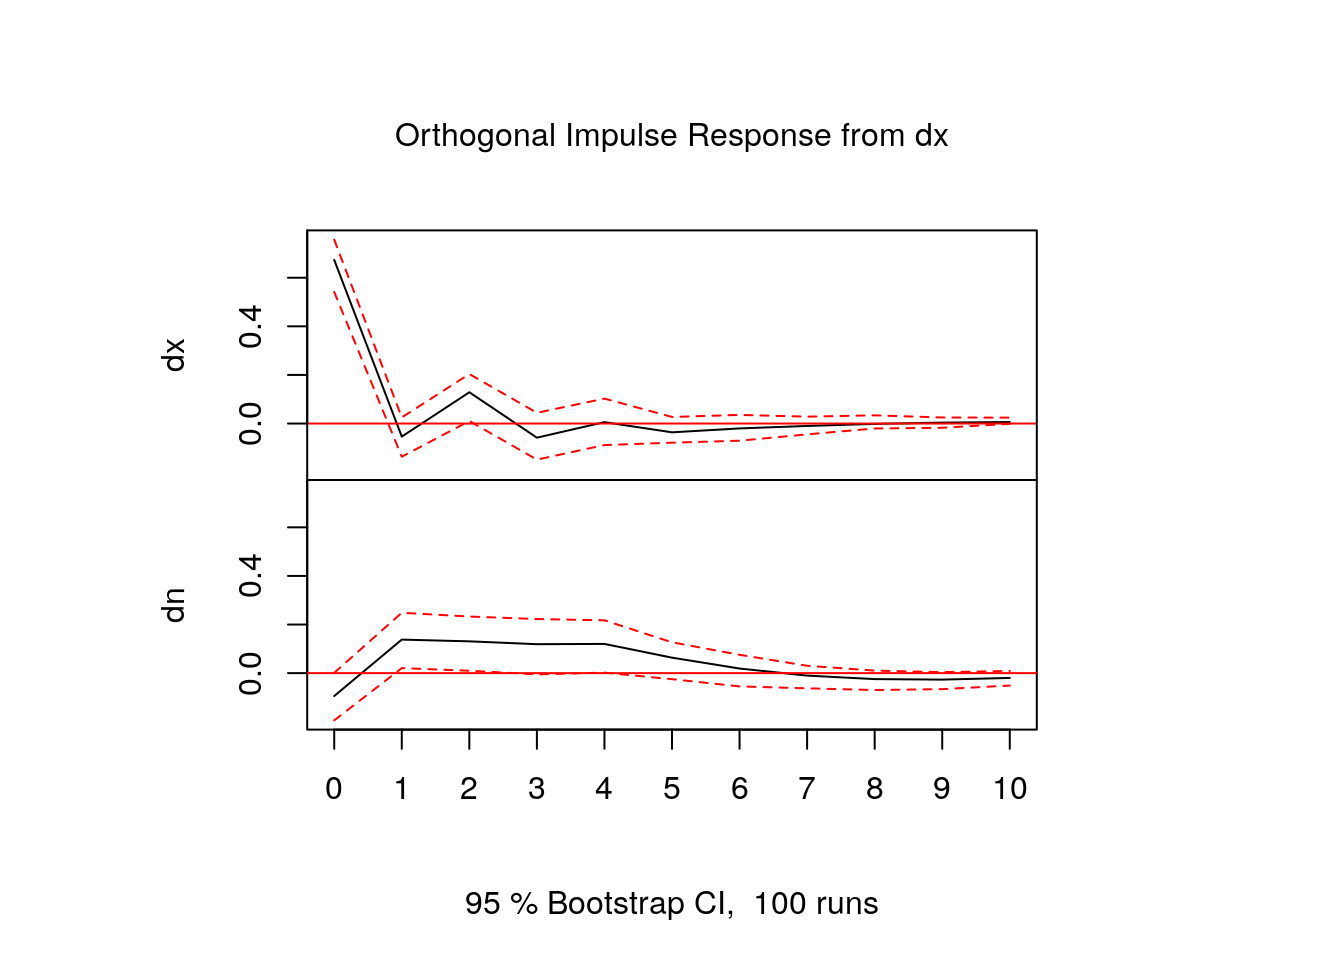 Orthogonal Impulse Response from dx
dx
0.4
0.0
dn
0.4
0.0
0 1 2 3 4 5 6 7 8 9 10
95 % Bootstrap CI,  100 runs